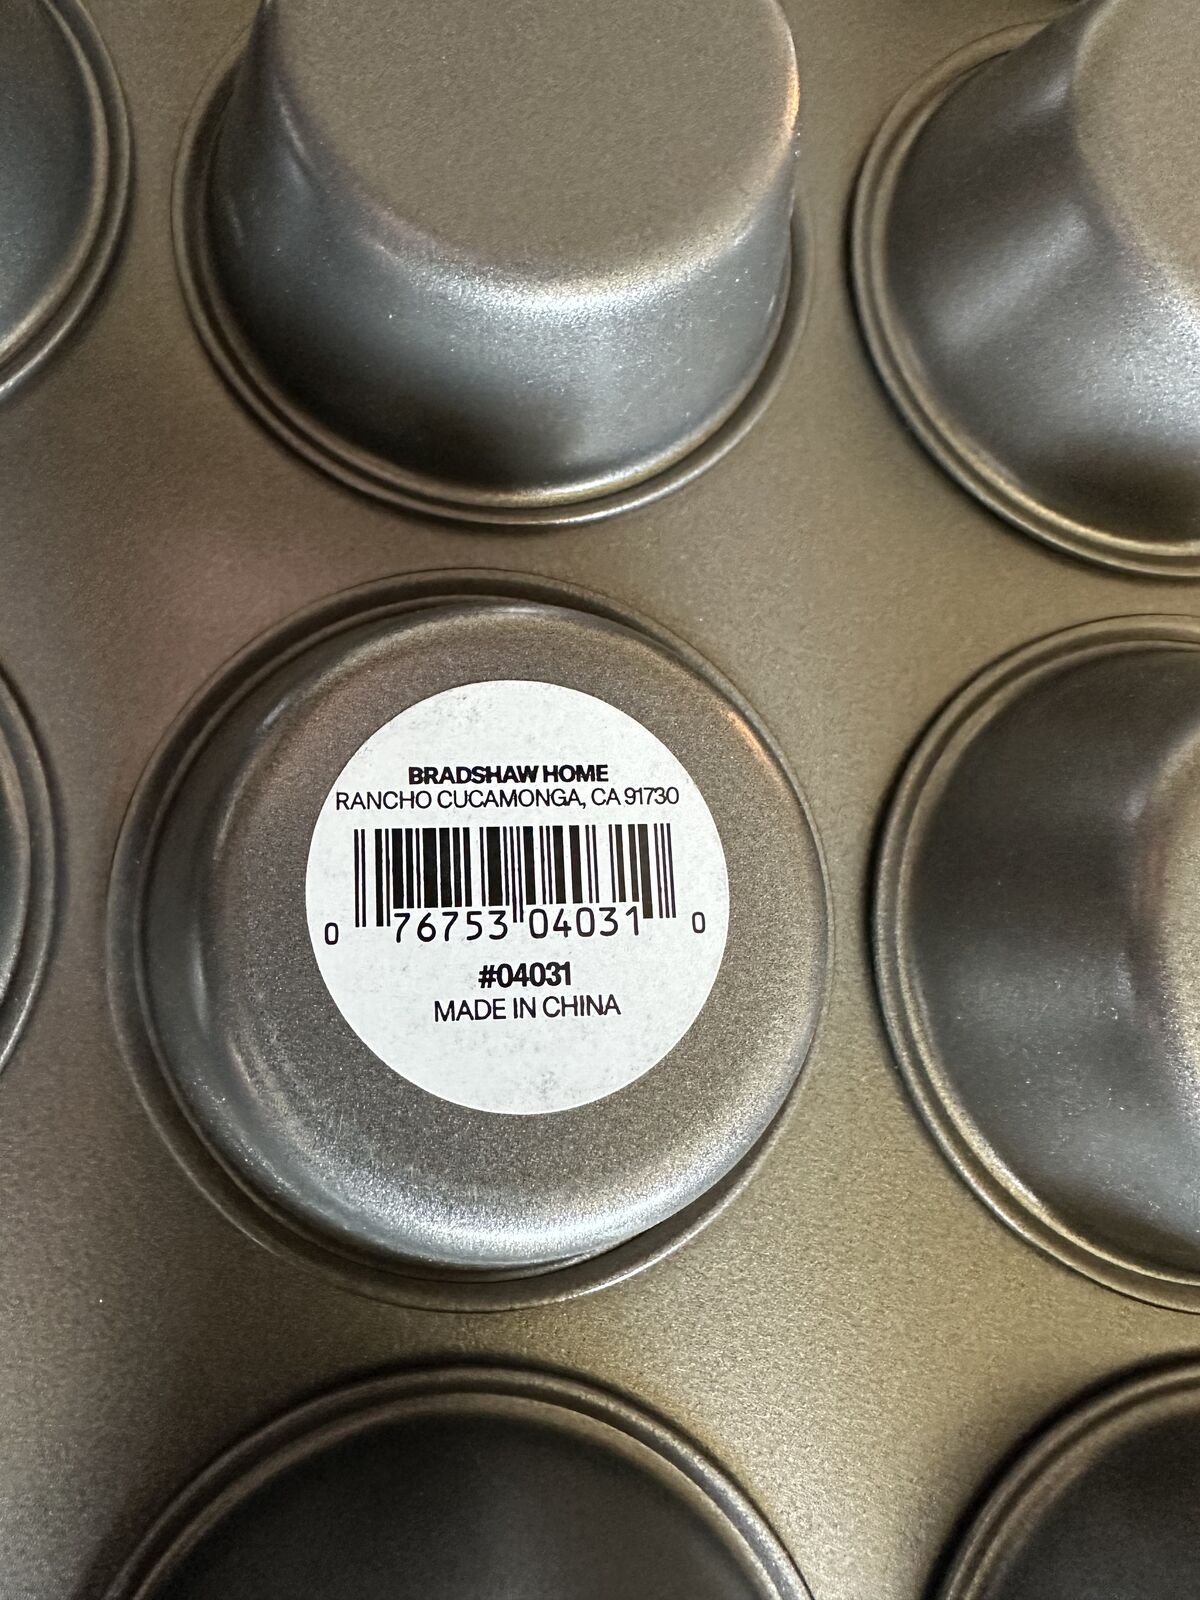 BRADSHAW HOME
RANCHO CUCAMONGA, CA 91730
0 76753 04031 0
#04031
MADE IN CHINA